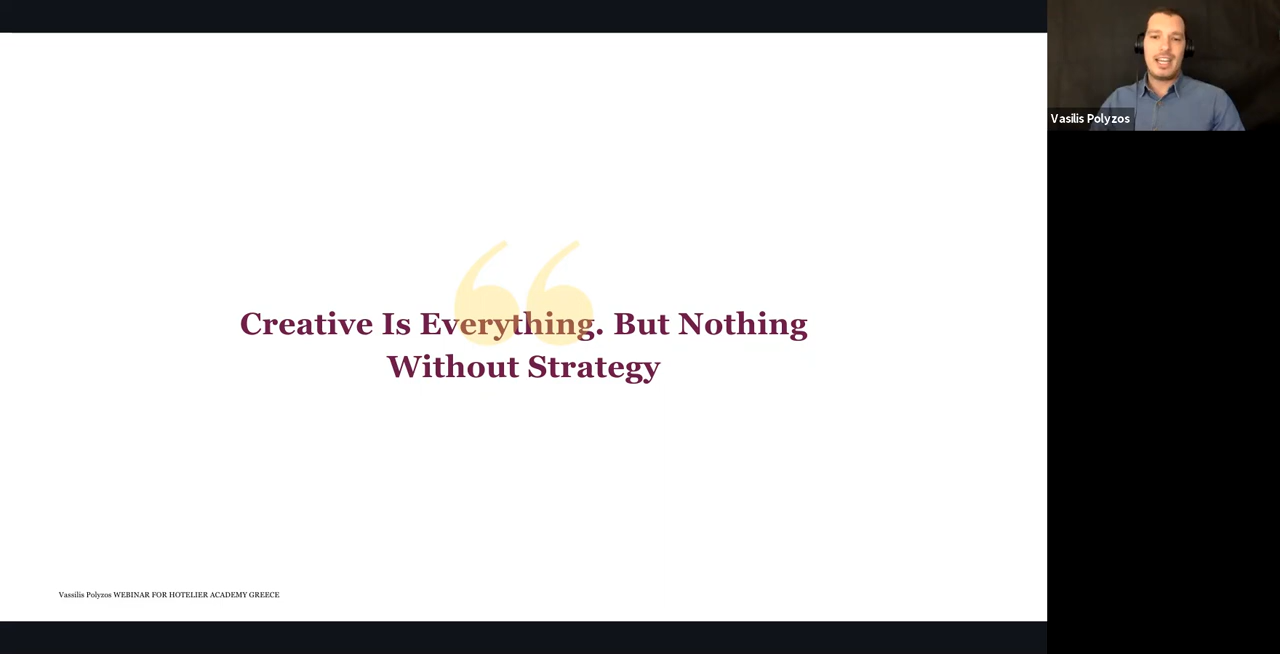 Vasilis Polyzos
“
Creative Is Everything. But Nothing
Without Strategy
Vassilis Polyzos WEBINAR FOR HOTELIER ACADEMY GREECE